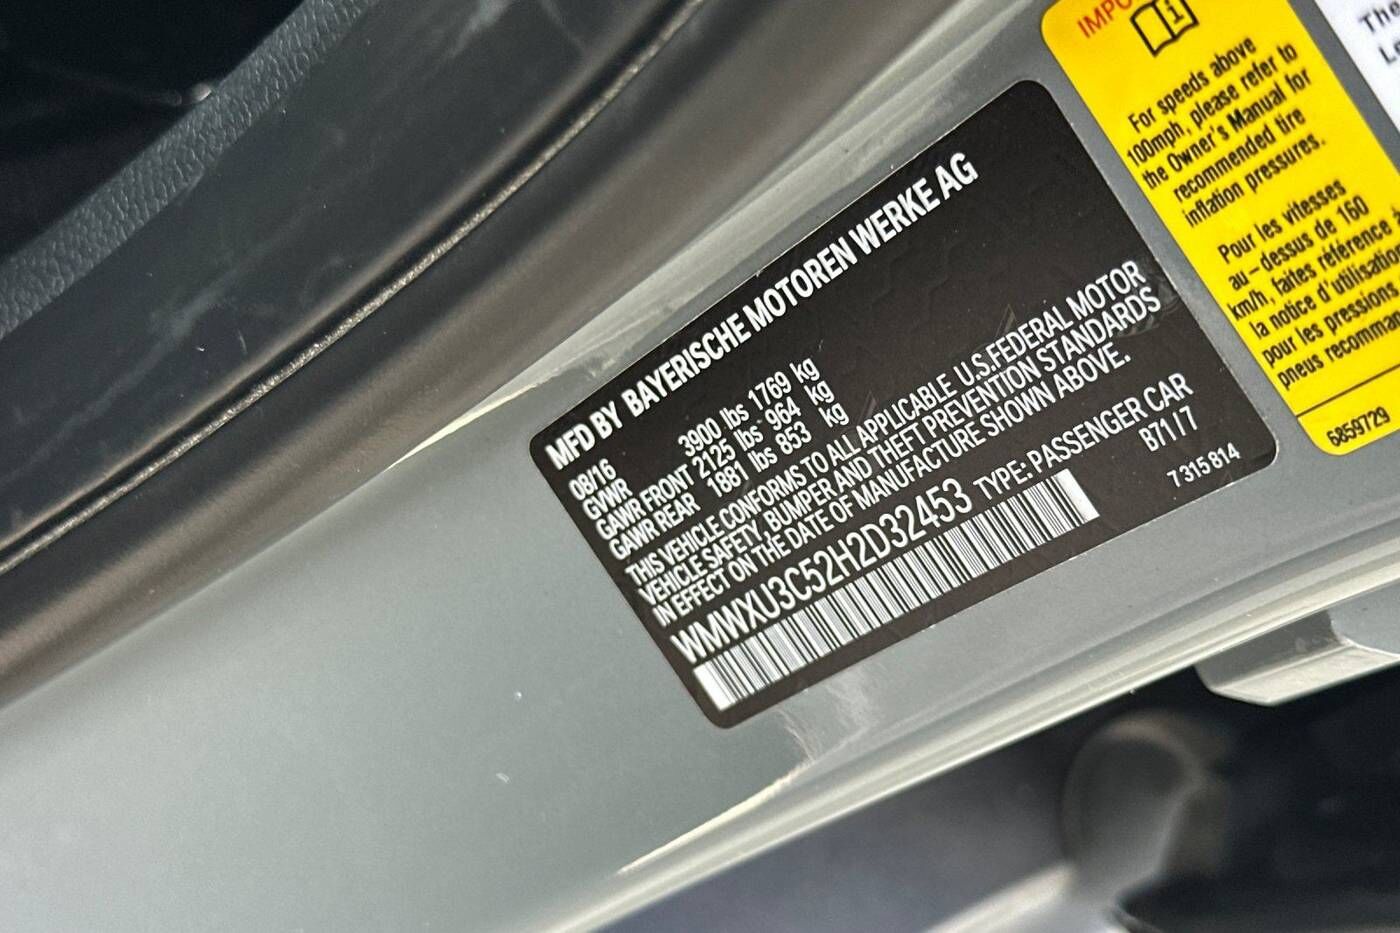 MFD BY BAYERISCHE MOTOREN WERKE AG
08/16
GVWR 3900 lbs 1769 kg
GAWR FRONT 2125 lbs 964 kg
GAWR REAR 1881 lbs 853 kg
THIS VEHICLE CONFORMS TO ALL APPLICABLE U.S.FEDERAL MOTOR
VEHICLE SAFETY, BUMPER AND THEFT PREVENTION STANDARDS
IN EFFECT ON THE DATE OF MANUFACTURE SHOWN ABOVE.
WMWXU3C52H2D32453 TYPE: PASSENGER CAR
B71/7
7 315 814
For speeds above
100mph, please refer to
the Owner's Manual for
recommended tire
inflation pressures.
Pour les vitesses
au-dessus de 160
km/h, faites référence
la notice d'utilisation
pour les pressions
pneus
6859729